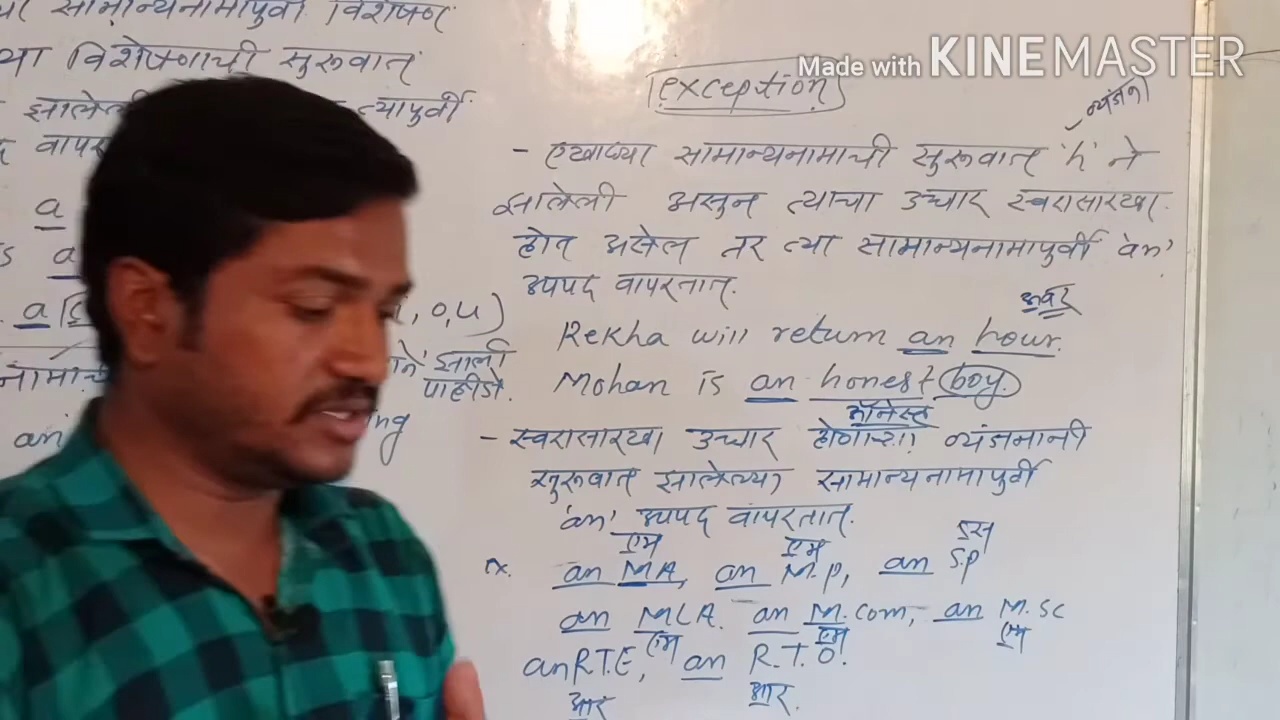 सामान्यनामापुर्वी विशेषण
या विशेषणाची सुरूवात
झालेली त्यापुर्वी
a
a
a , o, u)
ने झाली
पाहीजे.
an ng
Made with KINEMASTER
exception
व्यंजन
- एखाद्या सामान्यनामाची सुरूवात 'h' ने
झालेली असुन त्याचा उच्चार स्वरासारखा
होत असेल तर त्या सामान्यनामापुर्वी 'an'
उपपद वापरतात.
अवर
Rekha will return an hour.
Mohan is an honest boy.
ऑनेस्ट
- स्वरासारखा उच्चार होणाऱ्या व्यंजनानी
सुरूवात झालेल्या सामान्यनामापुर्वी
'an' उपपद वापरतात.
एम एम एस
ex. an MA, an M.P, an S.P
an MLA. an M.com, an M.sc
एम एम एम
an R.T.E, an R.T.O.
आर आर.